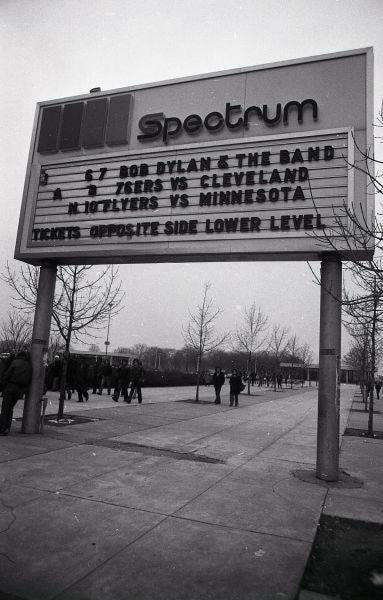 Spectrum
J 6 7 BOB DYLAN & THE BAND
A 8 76ERS VS CLEVELAND
N 10 FLYERS VS MINNESOTA
TICKETS OPPOSITE SIDE LOWER LEVEL